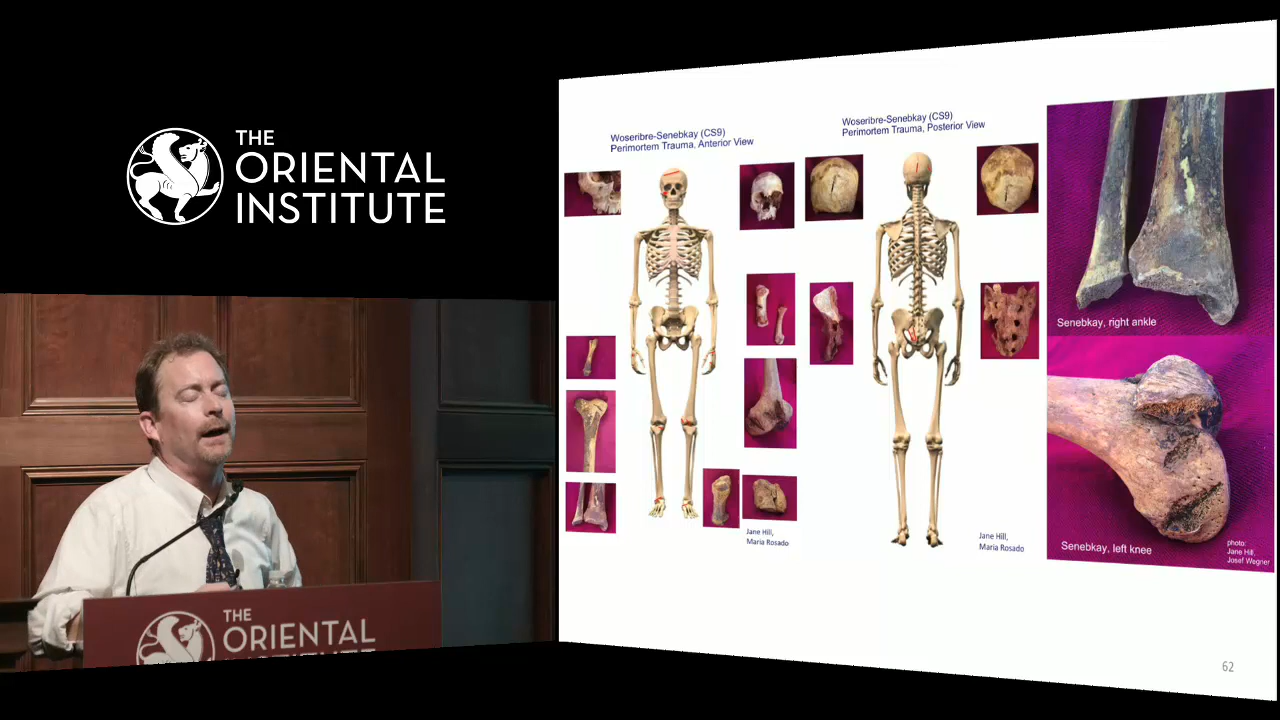 THE
ORIENTAL
INSTITUTE
THE
ORIENTAL
INSTITUTE
Woseribre-Senebkay (CS9)
Perimortem Trauma, Anterior View
Woseribre-Senebkay (CS9)
Perimortem Trauma, Posterior View
Jane Hill,
Maria Rosado
Jane Hill,
Maria Rosado
Senebkay, right ankle
Senebkay, left knee
photo:
Jane Hill,
Josef Wegner
62